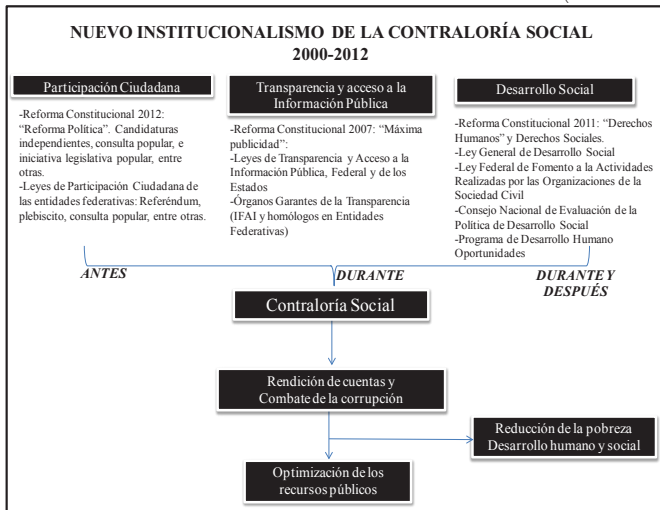 NUEVO INSTITUCIONALISMO DE LA CONTRALORÍA SOCIAL
2000-2012
Participación Ciudadana
-Reforma Constitucional 2012:
“Reforma Política”. Candidaturas
independientes, consulta popular, e
iniciativa legislativa popular, entre
otras.
-Leyes de Participación Ciudadana de
las entidades federativas: Referéndum,
plebiscito, consulta popular, entre otras.
Transparencia y acceso a la
Información Pública
-Reforma Constitucional 2007: “Máxima
publicidad”:
-Leyes de Transparencia y Acceso a la
Información Pública, Federal y de los
Estados
-Órganos Garantes de la Transparencia
(IFAI y homólogos en Entidades
Federativas)
Desarrollo Social
-Reforma Constitucional 2011: “Derechos
Humanos” y Derechos Sociales.
-Ley General de Desarrollo Social
-Ley Federal de Fomento a la Actividades
Realizadas por las Organizaciones de la
Sociedad Civil
-Consejo Nacional de Evaluación de la
Política de Desarrollo Social
-Programa de Desarrollo Humano
Oportunidades
ANTES
DURANTE
DURANTE Y
DESPUÉS
Contraloría Social
Rendición de cuentas y
Combate de la corrupción
Reducción de la pobreza
Desarrollo humano y social
Optimización de los
recursos públicos